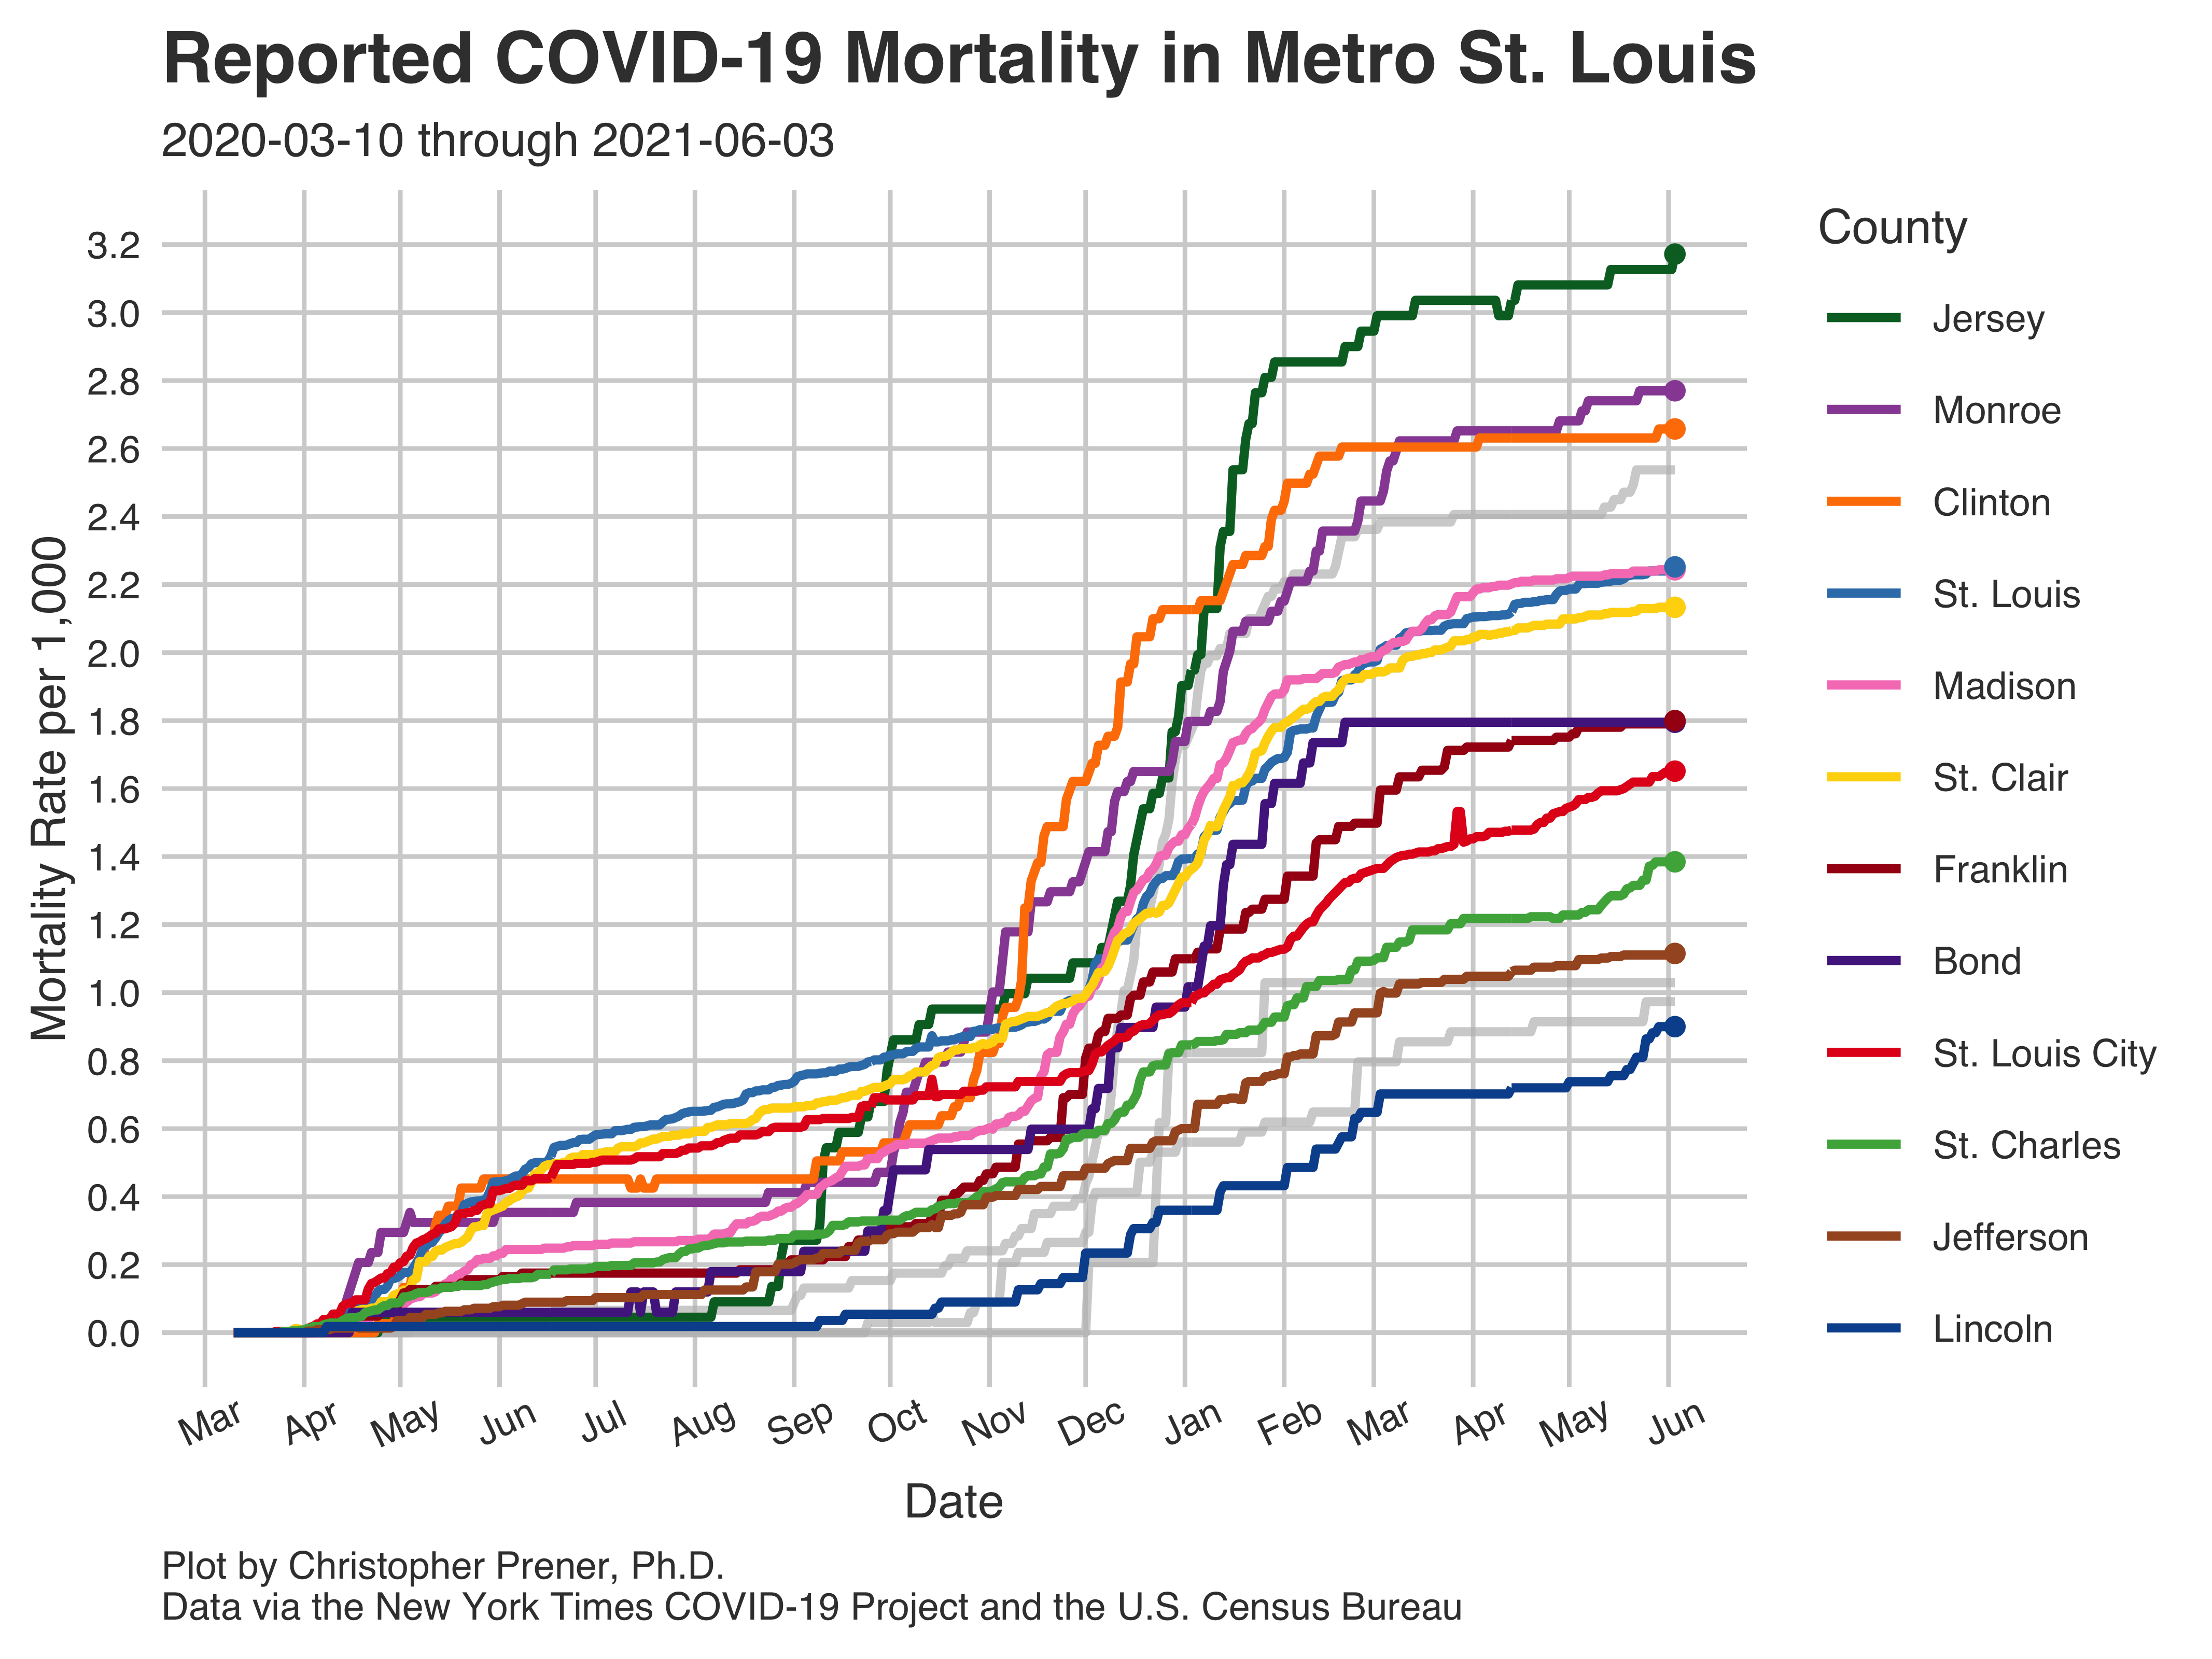 Reported COVID-19 Mortality in Metro St. Louis
2020-03-10 through 2021-06-03
Mortality Rate per 1,000
3.2
3.0
2.8
2.6
2.4
2.2
2.0
1.8
1.6
1.4
1.2
1.0
0.8
0.6
0.4
0.2
0.0
Mar Apr May Jun Jul Aug Sep Oct Nov Dec Jan Feb Mar Apr May Jun
Date
County
Jersey
Monroe
Clinton
St. Louis
Madison
St. Clair
Franklin
Bond
St. Louis City
St. Charles
Jefferson
Lincoln
Plot by Christopher Prener, Ph.D.
Data via the New York Times COVID-19 Project and the U.S. Census Bureau